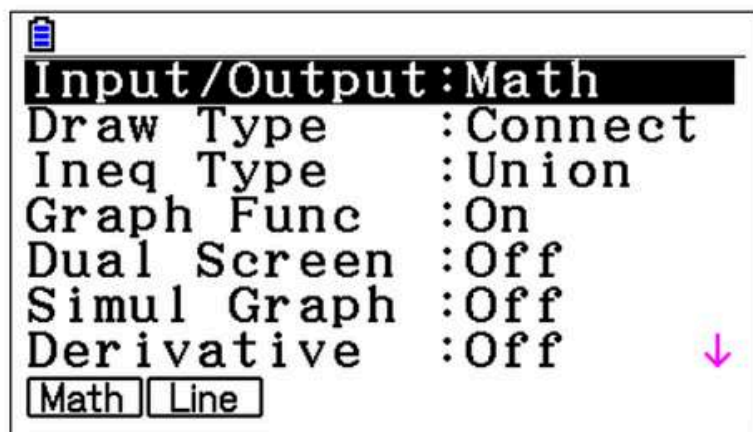 Input/Output:Math
Draw Type :Connect
Ineq Type :Union
Graph Func :On
Dual Screen :Off
Simul Graph :Off
Derivative :Off ↓
Math Line